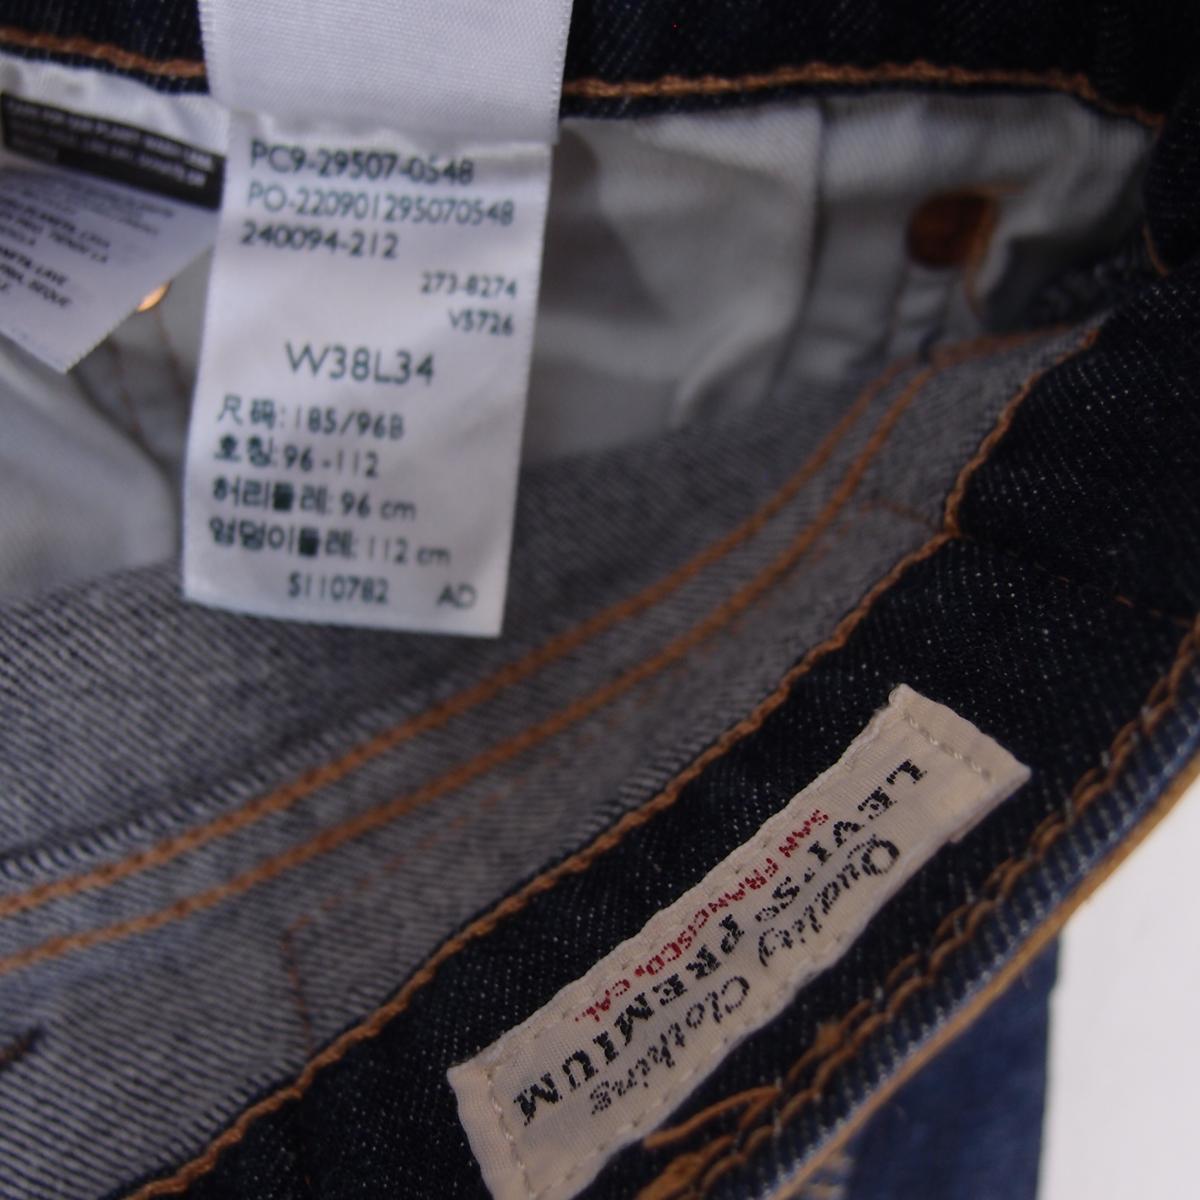 PC9-29507-0548
PO-220901295070548
240094-212
273-8274
V5726
W38L34
尺码:185/96B
호칭:96-112
허리둘레: 96 cm
엉덩이둘레:112 cm
S110782 AD
Quality Clothing
LEVI'S® PREMIUM
SAN FRANCISCO, CAL.